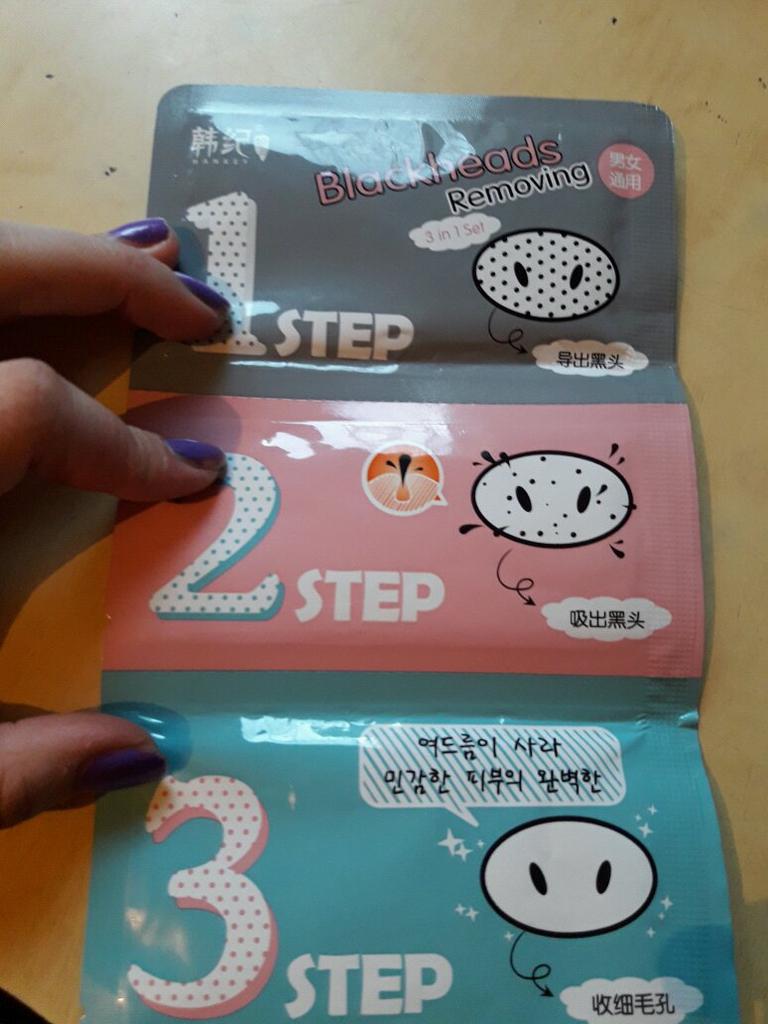 韩纪
HANKEY
Blackheads
Removing
男女
通用
3 in 1 Set
1 STEP
导出黑头
2 STEP
吸出黑头
여드름이 사라
민감한 피부의 완벽한
3 STEP
收细毛孔